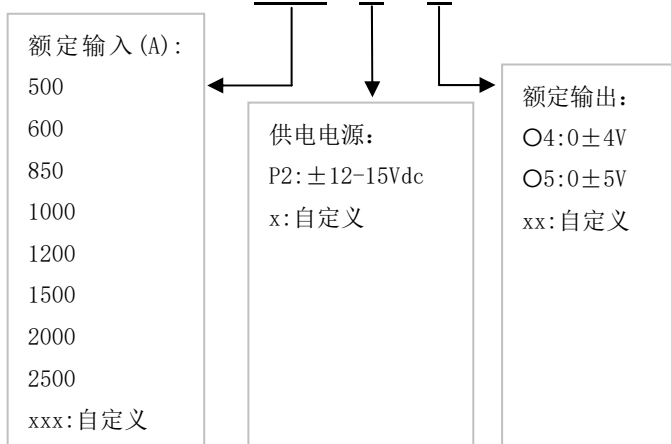 额定输入(A):
500
600
850
1000
1200
1500
2000
2500
xxx:自定义
供电电源：
P2:±12-15Vdc
x:自定义
额定输出：
O4:0±4V
O5:0±5V
xx:自定义